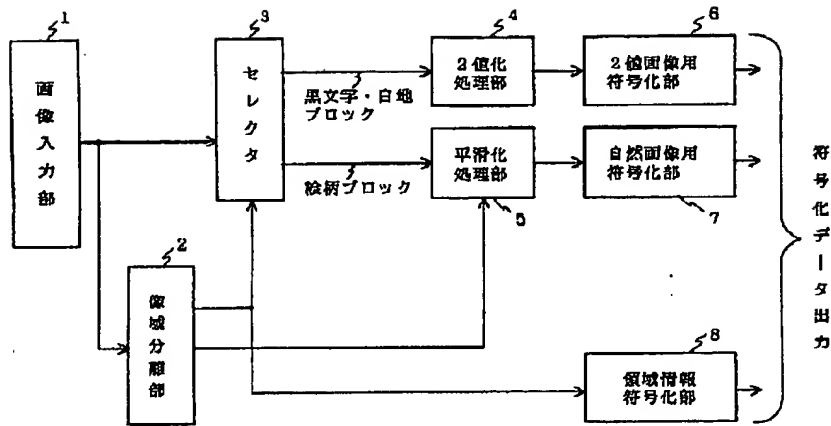 1
画像入力部
2
像域分離部
3
セレクタ
黒文字・白地
ブロック
絵柄ブロック
4
2値化
処理部
平滑化
処理部
5
6
2値画像用
符号化部
自然画像用
符号化部
7
8
領域情報
符号化部
符号化データ出力